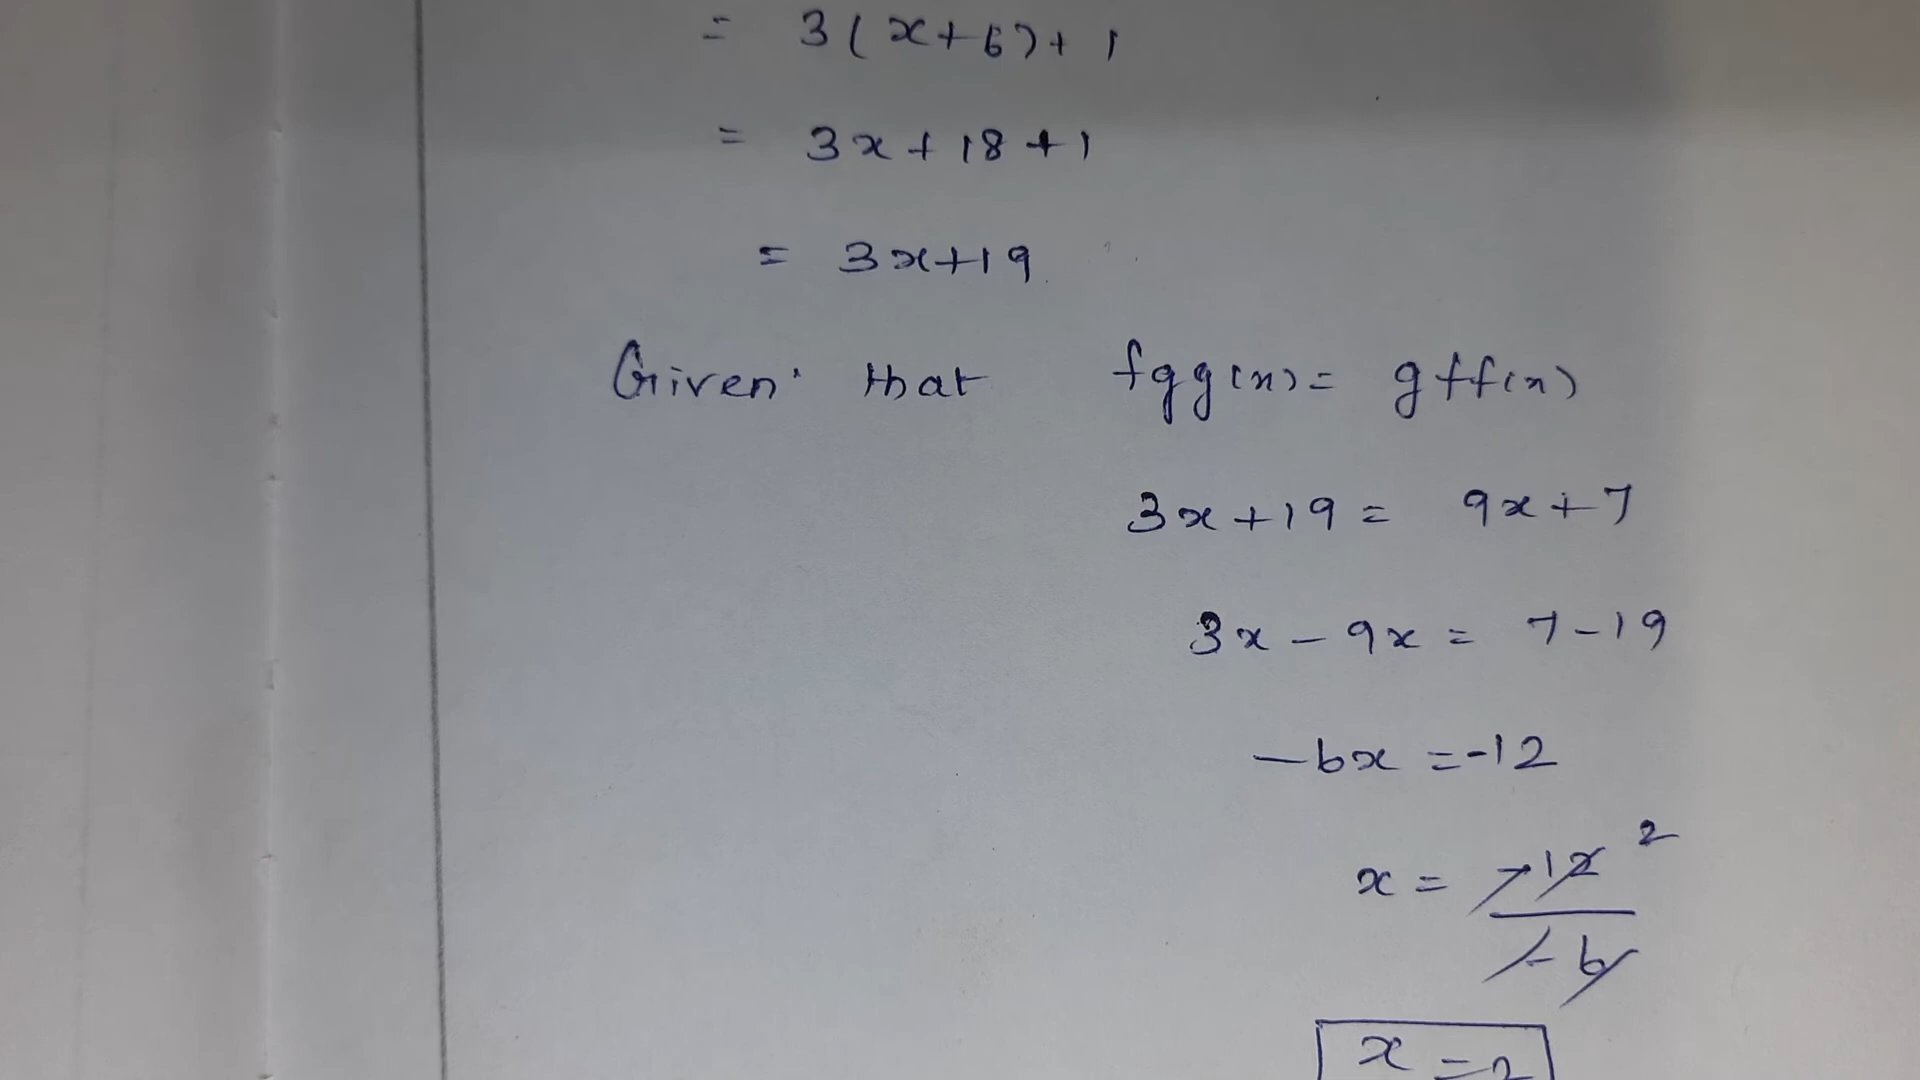 = 3(x+6)+1
= 3x+18+1
= 3x+19
Given that fgg(x)= gff(x)
3x+19= 9x+7
3x-9x= 7-19
-6x =-12
x = -12 2
-6
x =2